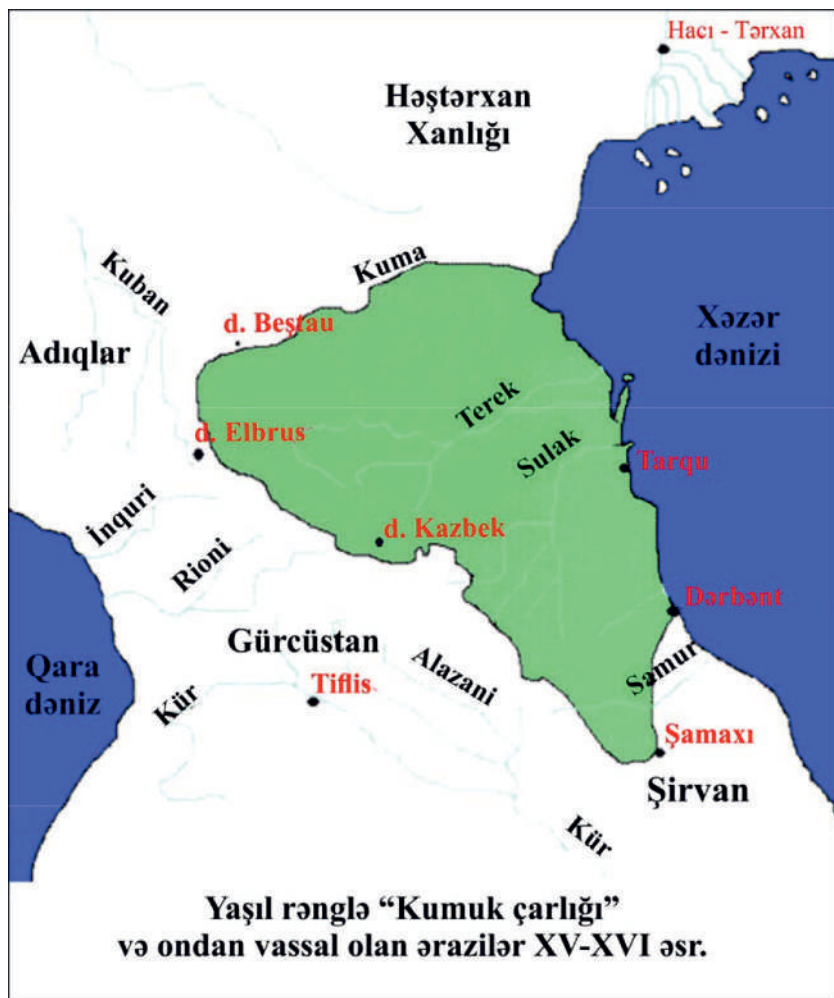 Hacı - Tərxan
Həştərxan
Xanlığı
Kuma
Kuban
d. Beştau
Xəzər
dənizi
Adıqlar
Terek
d. Elbrus
Sulak
Tarqu
İnquri
d. Kazbek
Rioni
Dərbənt
Gürcüstan
Alazani
Samur
Qara
dəniz
Kür
Tiflis
Şamaxı
Şirvan
Kür
Yaşıl rənglə “Kumuk çarlığı”
və ondan vassal olan ərazilər XV-XVI əsr.